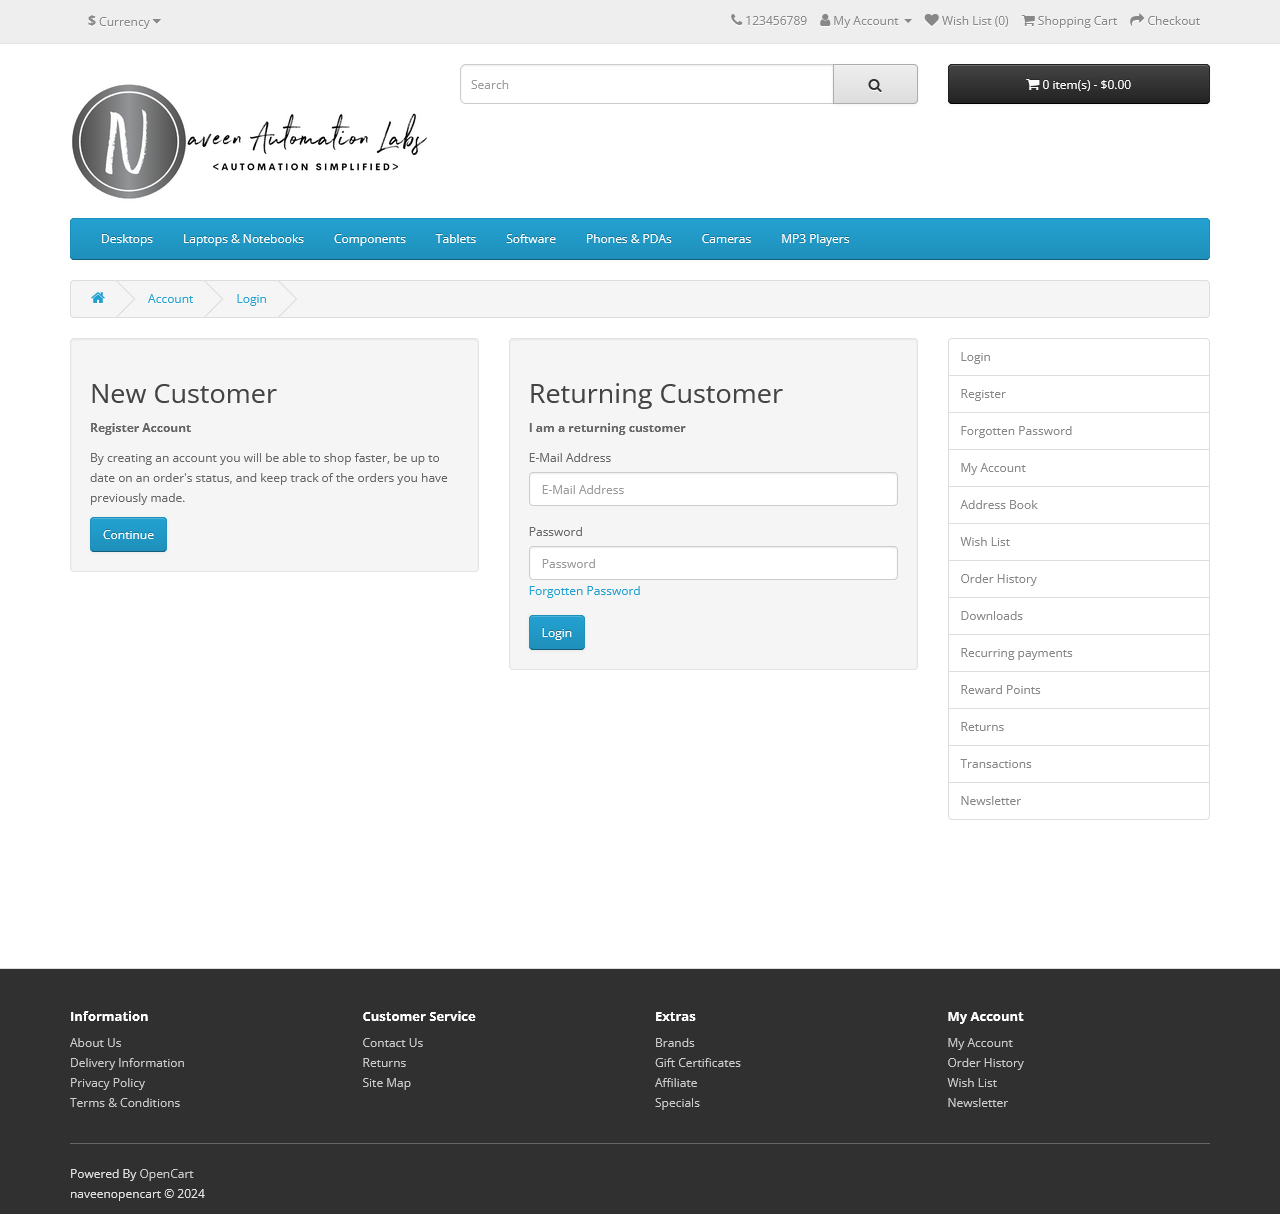 $ Currency
123456789 My Account Wish List (0) Shopping Cart Checkout
Search
0 item(s) - $0.00
N
aveen Automation Labs
<AUTOMATION SIMPLIFIED>
Desktops Laptops & Notebooks Components Tablets Software Phones & PDAs Cameras MP3 Players
Account Login
New Customer
Register Account
By creating an account you will be able to shop faster, be up to
date on an order's status, and keep track of the orders you have
previously made.
Continue
Returning Customer
I am a returning customer
E-Mail Address
E-Mail Address
Password
Password
Forgotten Password
Login
Login
Register
Forgotten Password
My Account
Address Book
Wish List
Order History
Downloads
Recurring payments
Reward Points
Returns
Transactions
Newsletter
Information
About Us
Delivery Information
Privacy Policy
Terms & Conditions
Customer Service
Contact Us
Returns
Site Map
Extras
Brands
Gift Certificates
Affiliate
Specials
My Account
My Account
Order History
Wish List
Newsletter
Powered By OpenCart
naveenopencart © 2024